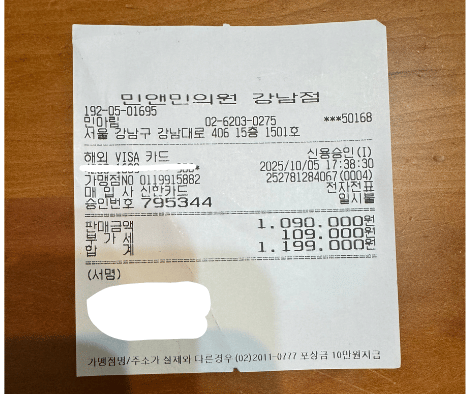 민앤민의원 강남점
192-05-01695
민마림 02-6203-0275 ***50168
서울 강남구 강남대로 406 15층 1501호
해외 VISA 카드 신용승인(I)
2025/10/05 17:38:30
가맹점NO 0119915882 252781284067(0004)
매 입 사 신한카드 전자전표
승인번호 795344 일시불
판매금액 1.090.000원
부 가 세 109.000원
합 계 1.199.000원
(서명)
가맹점명/주소가 실제와 다른경우 (02)2011-0777 포상금 10만원지급